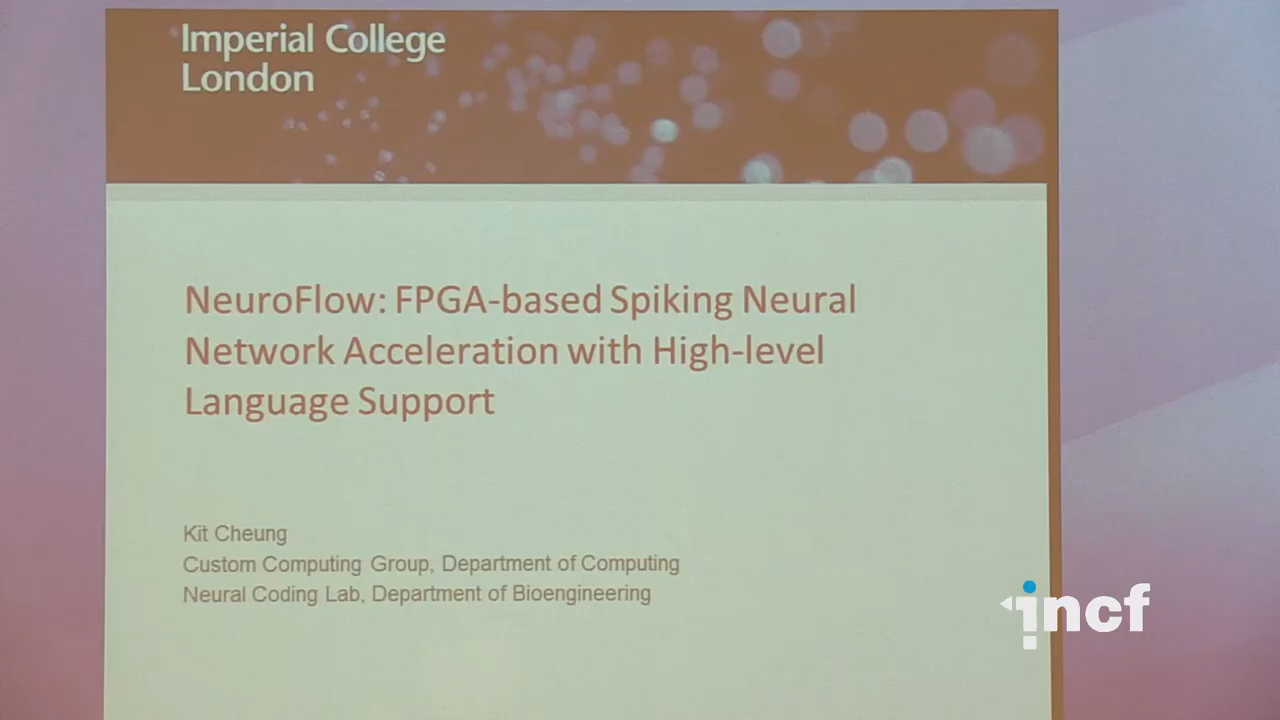 Imperial College
London
NeuroFlow: FPGA-based Spiking Neural
Network Acceleration with High-level
Language Support
Kit Cheung
Custom Computing Group, Department of Computing
Neural Coding Lab, Department of Bioengineering
incf